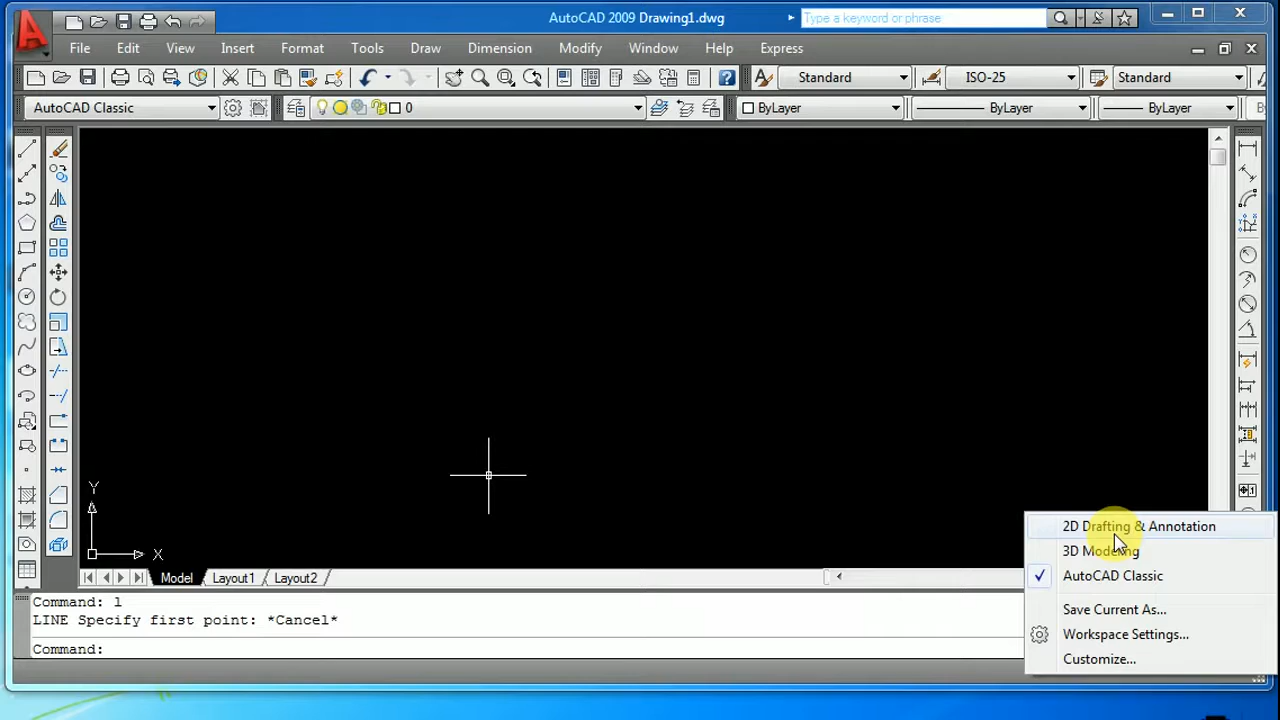 AutoCAD 2009 Drawing1.dwg
Type a keyword or phrase
File Edit View Insert Format Tools Draw Dimension Modify Window Help Express
Standard ISO-25 Standard
AutoCAD Classic 0 ByLayer ByLayer ByLayer
Y
X
2D Drafting & Annotation
3D Modeling
AutoCAD Classic
Save Current As...
Workspace Settings...
Customize...
Model Layout1 Layout2
Command: l
LINE Specify first point: *Cancel*
Command: